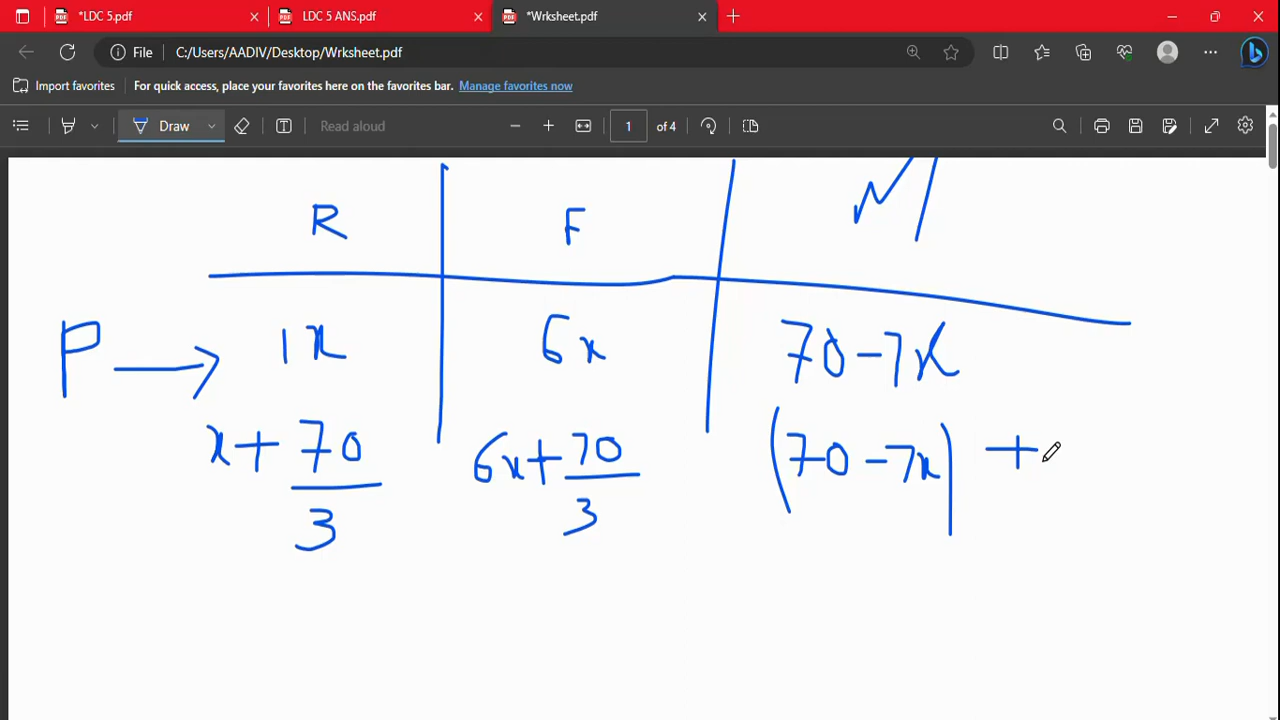 *LDC 5.pdf LDC 5 ANS.pdf *Wrksheet.pdf
File C:/Users/AADIV/Desktop/Wrksheet.pdf
Import favorites For quick access, place your favorites here on the favorites bar. Manage favorites now
Draw Read aloud 1 of 4
R F M
P → 1x 6x 70-7x
x+70/3 6x+70/3 (70-7x) +